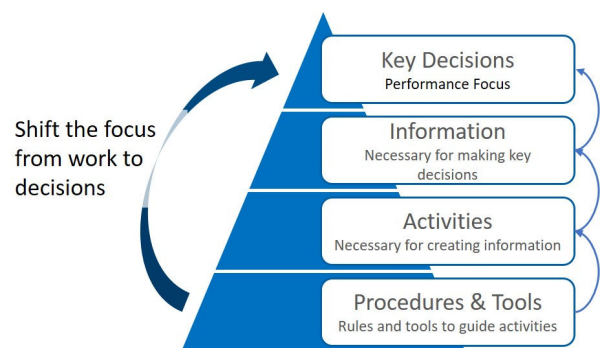 Shift the focus
from work to
decisions
Key Decisions
Performance Focus
Information
Necessary for making key
decisions
Activities
Necessary for creating information
Procedures & Tools
Rules and tools to guide activities